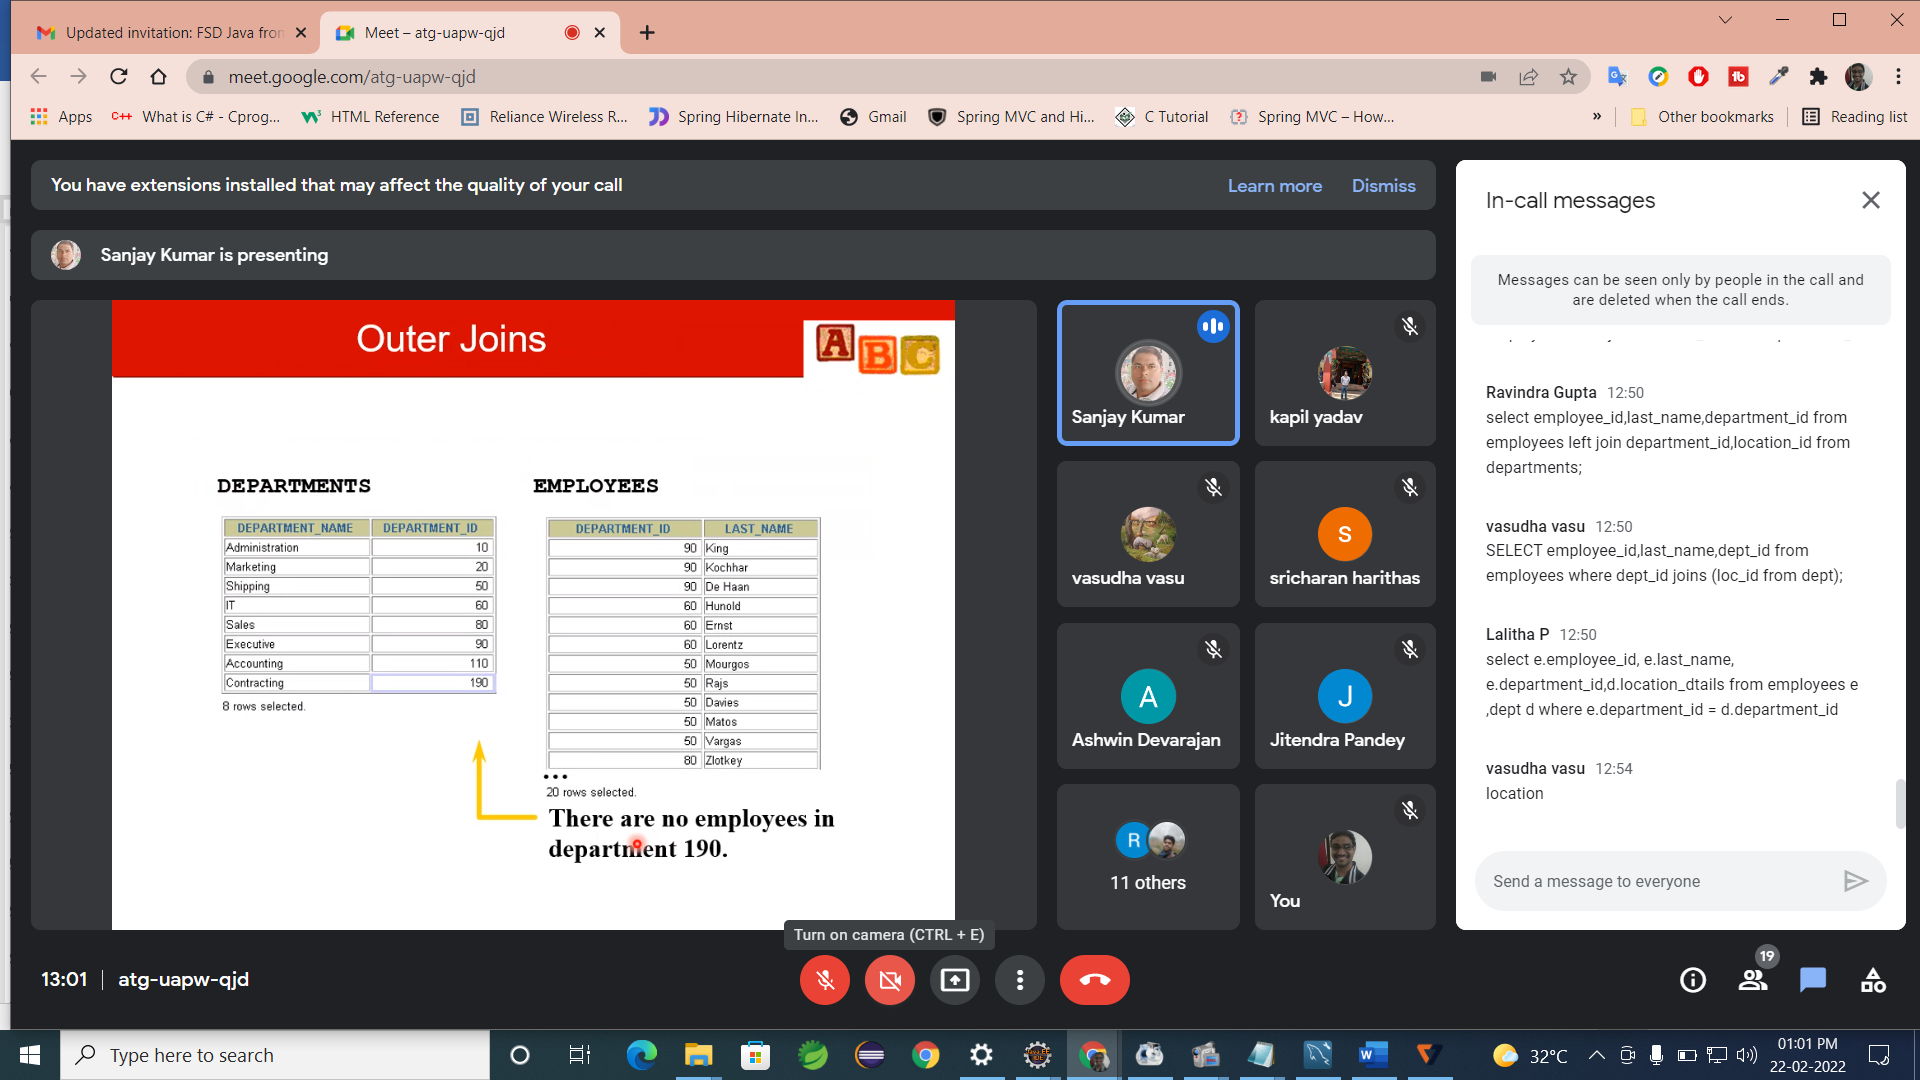 Updated invitation: FSD Java fron
Meet – atg-uapw-qjd
meet.google.com/atg-uapw-qjd
Apps
What is C# - Cprog...
HTML Reference
Reliance Wireless R...
Spring Hibernate In...
Gmail
Spring MVC and Hi...
C Tutorial
Spring MVC – How...
»
Other bookmarks
Reading list
You have extensions installed that may affect the quality of your call
Learn more
Dismiss
Sanjay Kumar is presenting
Outer Joins
A B C
DEPARTMENTS
DEPARTMENT_NAME DEPARTMENT_ID
Administration 10
Marketing 20
Shipping 50
IT 60
Sales 80
Executive 90
Accounting 110
Contracting 190
8 rows selected.
EMPLOYEES
DEPARTMENT_ID LAST_NAME
90 King
90 Kochhar
90 De Haan
60 Hunold
60 Ernst
60 Lorentz
50 Mourgos
50 Rajs
50 Davies
50 Matos
50 Vargas
80 Zlotkey
...
20 rows selected.
There are no employees in
department 190.
Sanjay Kumar
kapil yadav
vasudha vasu
S
sricharan harithas
A
Ashwin Devarajan
J
Jitendra Pandey
R
11 others
You
In-call messages
Messages can be seen only by people in the call and
are deleted when the call ends.
Ravindra Gupta 12:50
select employee_id,last_name,department_id from
employees left join department_id,location_id from
departments;
vasudha vasu 12:50
SELECT employee_id,last_name,dept_id from
employees where dept_id joins (loc_id from dept);
Lalitha P 12:50
select e.employee_id, e.last_name,
e.department_id,d.location_dtails from employees e
,dept d where e.department_id = d.department_id
vasudha vasu 12:54
location
Send a message to everyone
Turn on camera (CTRL + E)
13:01 | atg-uapw-qjd
19
Type here to search
32°C
01:01 PM
22-02-2022